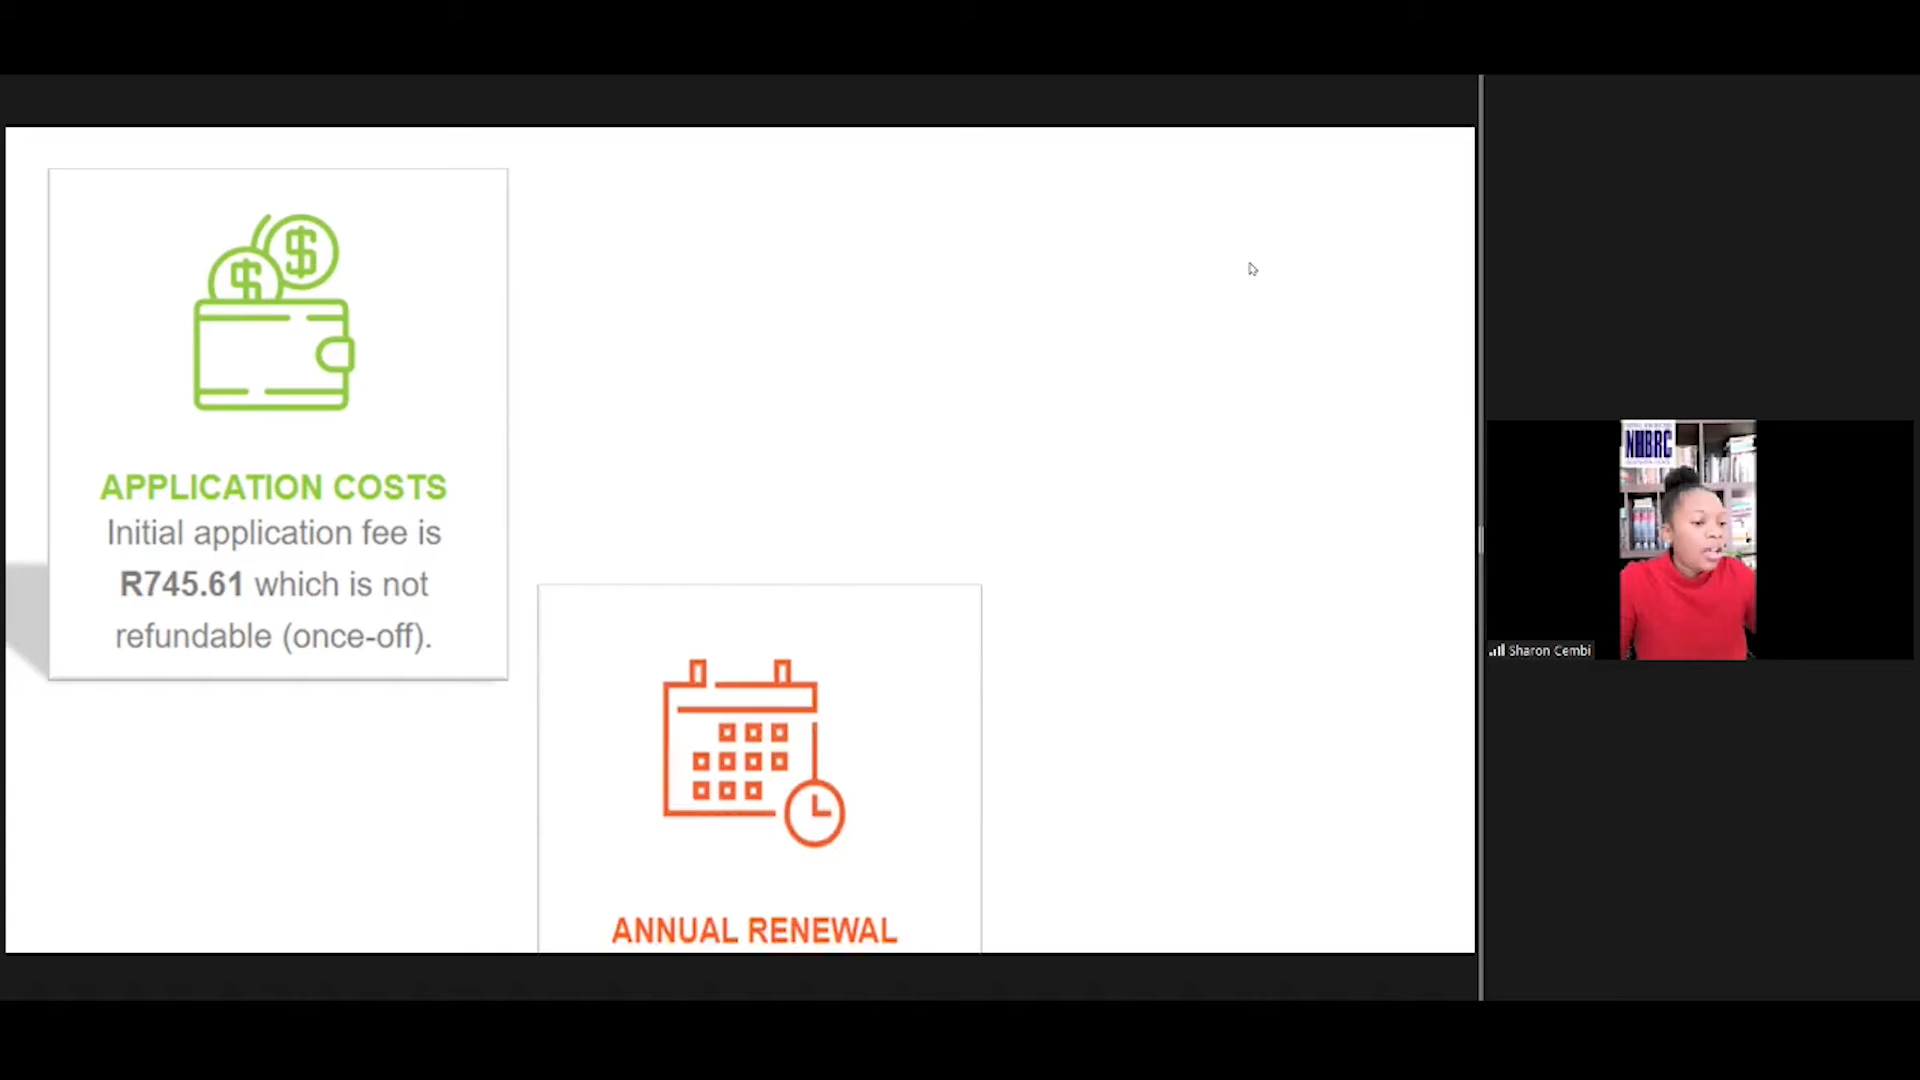 APPLICATION COSTS
Initial application fee is
R745.61 which is not
refundable (once-off).
ANNUAL RENEWAL
NHBRC
Sharon Cembi